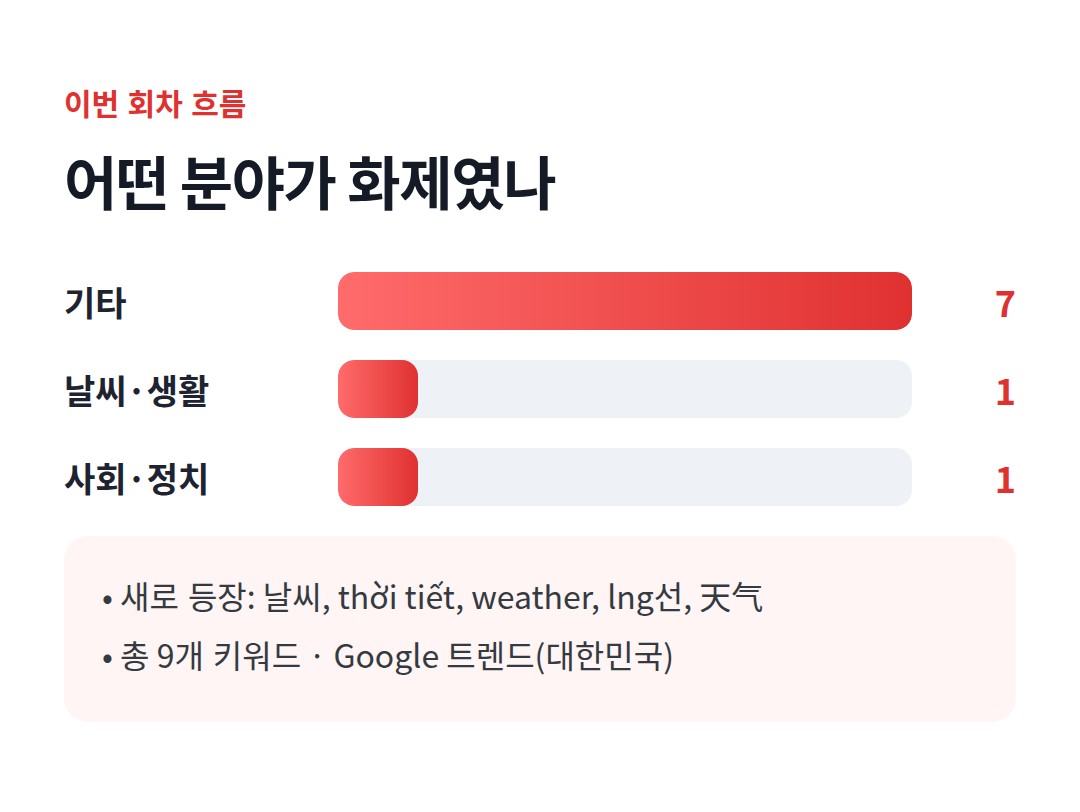 이번 회차 흐름
어떤 분야가 화제였나
기타 7
날씨·생활 1
사회·정치 1
• 새로 등장: 날씨, thời tiết, weather, lng선, 天气
• 총 9개 키워드 · Google 트렌드(대한민국)